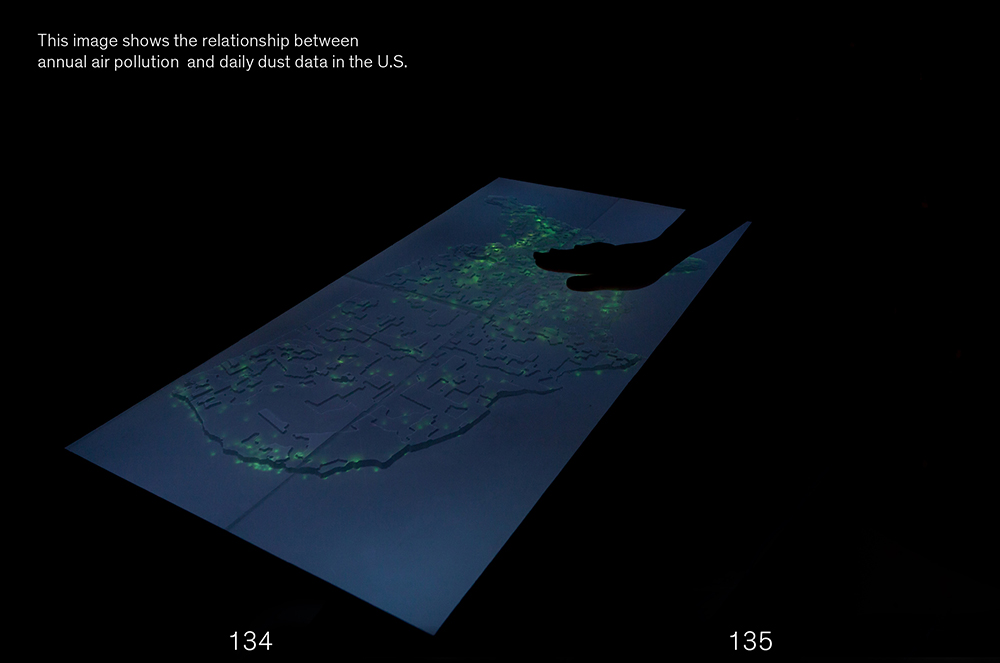 This image shows the relationship between
annual air pollution  and daily dust data in the U.S.
134
135